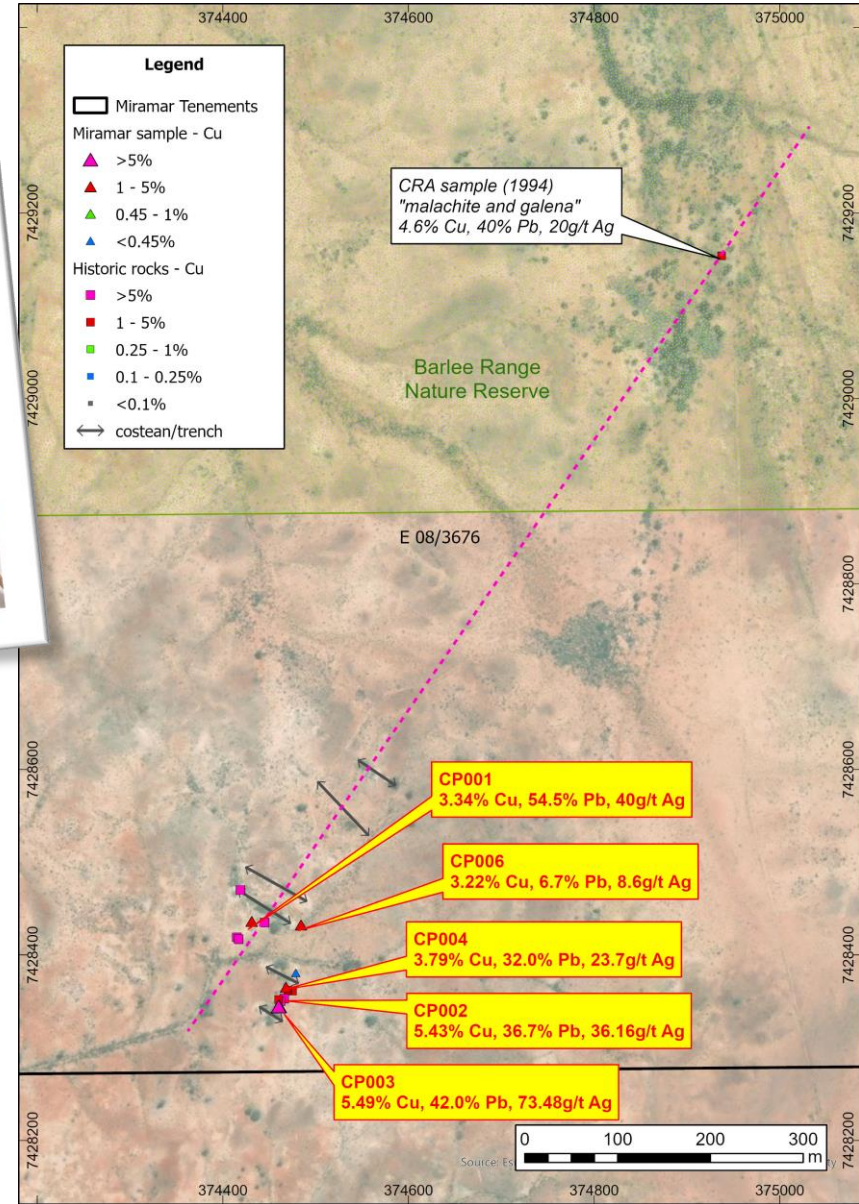 374400
374600
374800
375000
Legend
Miramar Tenements
Miramar sample - Cu
>5%
1 - 5%
0.45 - 1%
<0.45%
Historic rocks - Cu
>5%
1 - 5%
0.25 - 1%
0.1 - 0.25%
<0.1%
costean/trench
CRA sample (1994)
"malachite and galena"
4.6% Cu, 40% Pb, 20g/t Ag
7429200
7429200
Barlee Range
Nature Reserve
7429000
7429000
E 08/3676
7428800
7428800
7428600
7428600
CP001
3.34% Cu, 54.5% Pb, 40g/t Ag
CP006
3.22% Cu, 6.7% Pb, 8.6g/t Ag
7428400
7428400
CP004
3.79% Cu, 32.0% Pb, 23.7g/t Ag
CP002
5.43% Cu, 36.7% Pb, 36.16g/t Ag
CP003
5.49% Cu, 42.0% Pb, 73.48g/t Ag
7428200
7428200
0 100 200 300
m
Source:
374400
374600
374800
375000